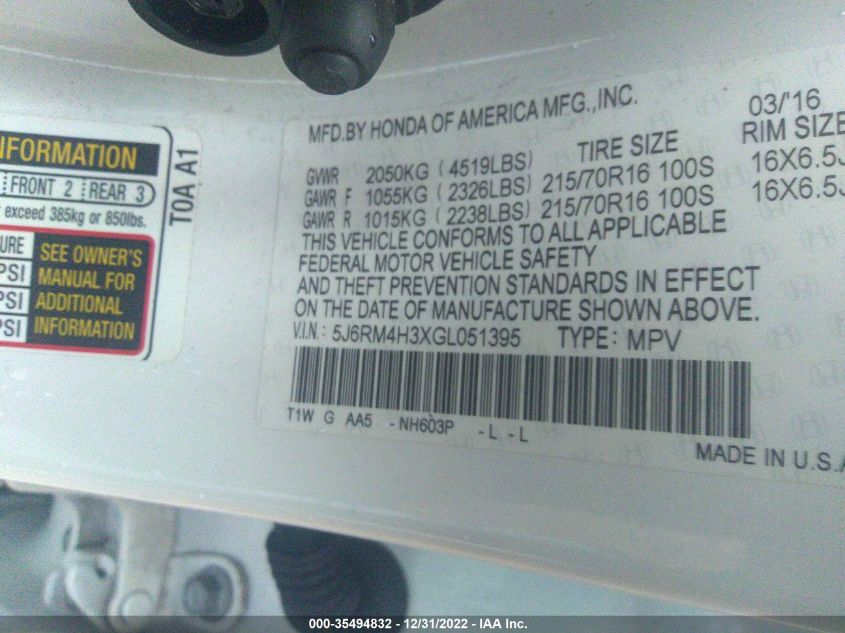 NFORMATION
FRONT 2 REAR 3
exceed 385kg or 850lbs.
URE
PSI
PSI
PSI
SEE OWNER'S
MANUAL FOR
ADDITIONAL
INFORMATION
T0A A1
MFD.BY HONDA OF AMERICA MFG.,INC. 03/'16
TIRE SIZE RIM SIZE
GVWR 2050KG (4519LBS)
GAWR F 1055KG (2326LBS) 215/70R16 100S 16X6.5J
GAWR R 1015KG (2238LBS) 215/70R16 100S 16X6.5J
THIS VEHICLE CONFORMS TO ALL APPLICABLE
FEDERAL MOTOR VEHICLE SAFETY
AND THEFT PREVENTION STANDARDS IN EFFECT
ON THE DATE OF MANUFACTURE SHOWN ABOVE.
V.I.N.: 5J6RM4H3XGL051395 TYPE: MPV
T1W G AA5 -NH603P -L -L
MADE IN U.S.A
000-35494832 - 12/31/2022 - IAA Inc.